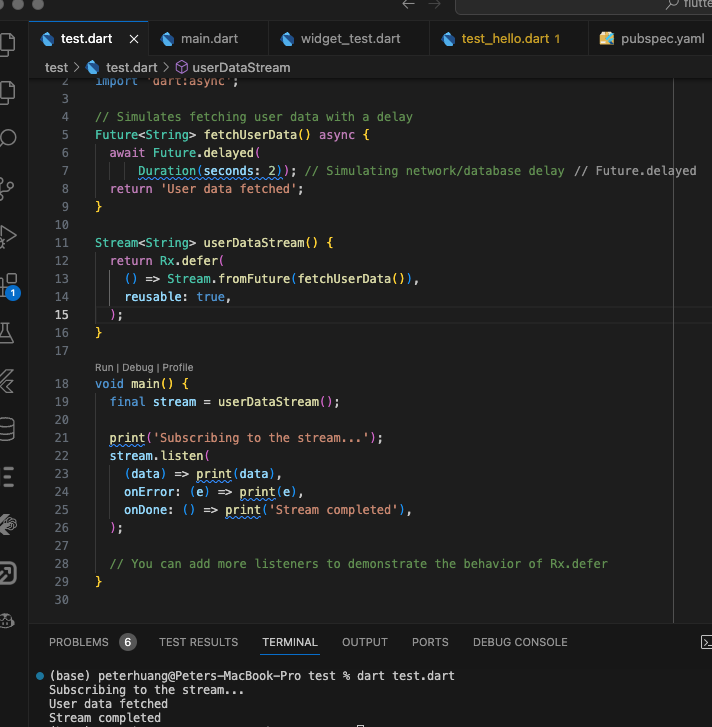 flutte
test.dart
main.dart
widget_test.dart
test_hello.dart 1
pubspec.yaml
test > test.dart > userDataStream
2 import 'dart:async';
3
4 // Simulates fetching user data with a delay
5 Future<String> fetchUserData() async {
6 await Future.delayed(
7 Duration(seconds: 2)); // Simulating network/database delay // Future.delayed
8 return 'User data fetched';
9 }
10
11 Stream<String> userDataStream() {
12 return Rx.defer(
13 () => Stream.fromFuture(fetchUserData()),
14 reusable: true,
15 );
16 }
17
Run | Debug | Profile
18 void main() {
19 final stream = userDataStream();
20
21 print('Subscribing to the stream...');
22 stream.listen(
23 (data) => print(data),
24 onError: (e) => print(e),
25 onDone: () => print('Stream completed'),
26 );
27
28 // You can add more listeners to demonstrate the behavior of Rx.defer
29 }
30
1
PROBLEMS 6 TEST RESULTS TERMINAL OUTPUT PORTS DEBUG CONSOLE
(base) peterhuang@Peters-MacBook-Pro test % dart test.dart
Subscribing to the stream...
User data fetched
Stream completed